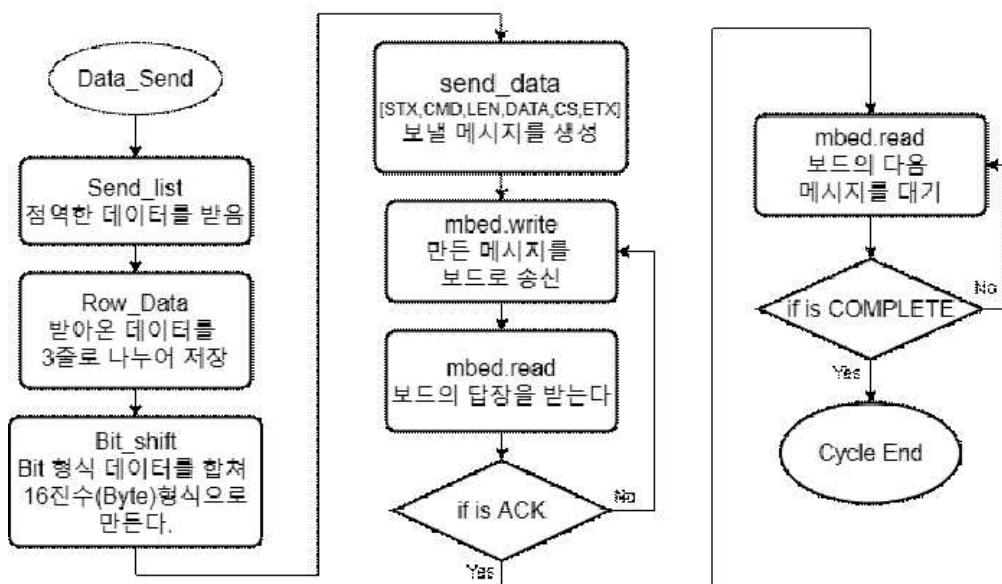 Data_Send
Send_list
점역한 데이터를 받음
Row_Data
받아온 데이터를
3줄로 나누어 저장
Bit_shift
Bit 형식 데이터를 합쳐
16진수(Byte)형식으로
만든다.
send_data
[STX,CMD,LEN,DATA,CS,ETX]
보낼 메시지를 생성
mbed.write
만든 메시지를
보드로 송신
mbed.read
보드의 답장을 받는다
if is ACK
No
Yes
mbed.read
보드의 다음
메시지를 대기
if is COMPLETE
No
Yes
Cycle End